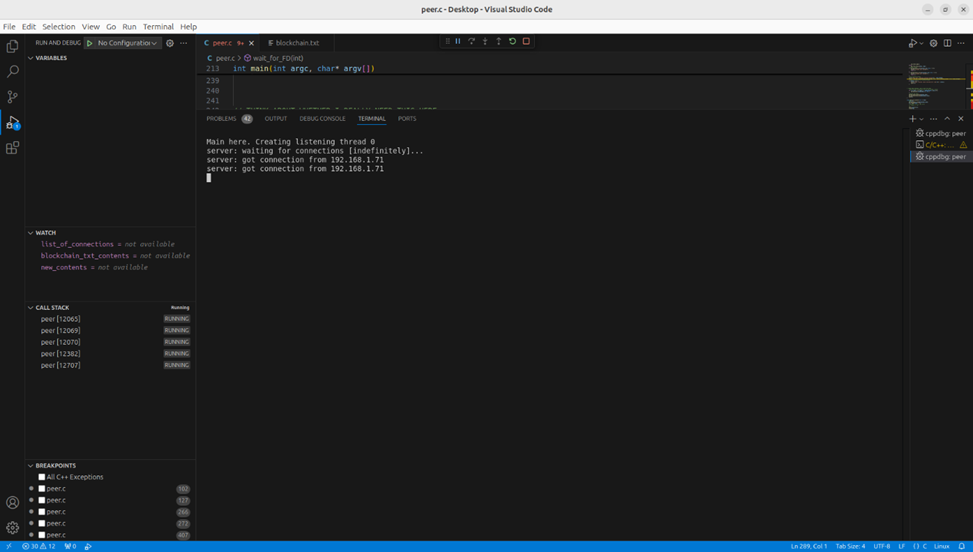 peer.c - Desktop - Visual Studio Code
File Edit Selection View Go Run Terminal Help
RUN AND DEBUG No Configuration
VARIABLES
WATCH
list_of_connections = not available
blockchain_txt_contents = not available
new_contents = not available
CALL STACK Running
peer [12065] RUNNING
peer [12069] RUNNING
peer [12070] RUNNING
peer [12382] RUNNING
peer [12707] RUNNING
BREAKPOINTS
All C++ Exceptions
peer.c 102
peer.c 127
peer.c 266
peer.c 272
peer.c 407
peer.c 9+ blockchain.txt
peer.c > wait_for_FD(int)
213 int main(int argc, char* argv[])
239
240
241
PROBLEMS 42 OUTPUT DEBUG CONSOLE TERMINAL PORTS
Main here. Creating listening thread 0
server: waiting for connections [indefinitely]...
server: got connection from 192.168.1.71
server: got connection from 192.168.1.71
cppdbg: peer
C/C++: ...
cppdbg: peer
30 12 0 Ln 289, Col 1 Tab Size: 4 UTF-8 LF {} C Linux